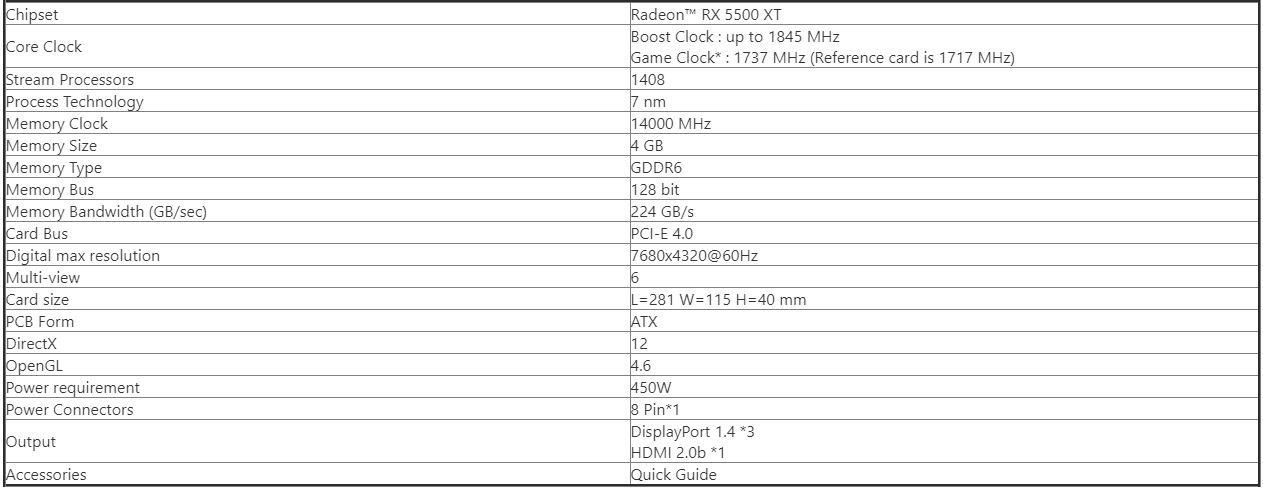 Chipset Radeon™ RX 5500 XT
Core Clock Boost Clock : up to 1845 MHz
Game Clock* : 1737 MHz (Reference card is 1717 MHz)
Stream Processors 1408
Process Technology 7 nm
Memory Clock 14000 MHz
Memory Size 4 GB
Memory Type GDDR6
Memory Bus 128 bit
Memory Bandwidth (GB/sec) 224 GB/s
Card Bus PCI-E 4.0
Digital max resolution 7680x4320@60Hz
Multi-view 6
Card size L=281 W=115 H=40 mm
PCB Form ATX
DirectX 12
OpenGL 4.6
Power requirement 450W
Power Connectors 8 Pin*1
Output DisplayPort 1.4 *3
HDMI 2.0b *1
Accessories Quick Guide